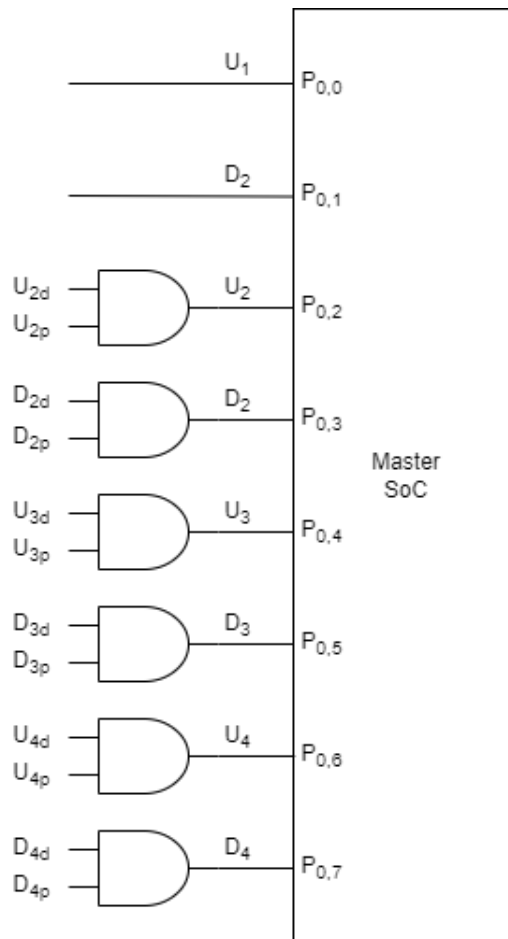 U₁ P₀,₀
D₂ P₀,₁
U₂d U₂ P₀,₂
U₂p
D₂d D₂ P₀,₃
D₂p
Master
SoC
U₃d U₃ P₀,₄
U₃p
D₃d D₃ P₀,₅
D₃p
U₄d U₄ P₀,₆
U₄p
D₄d D₄ P₀,₇
D₄p